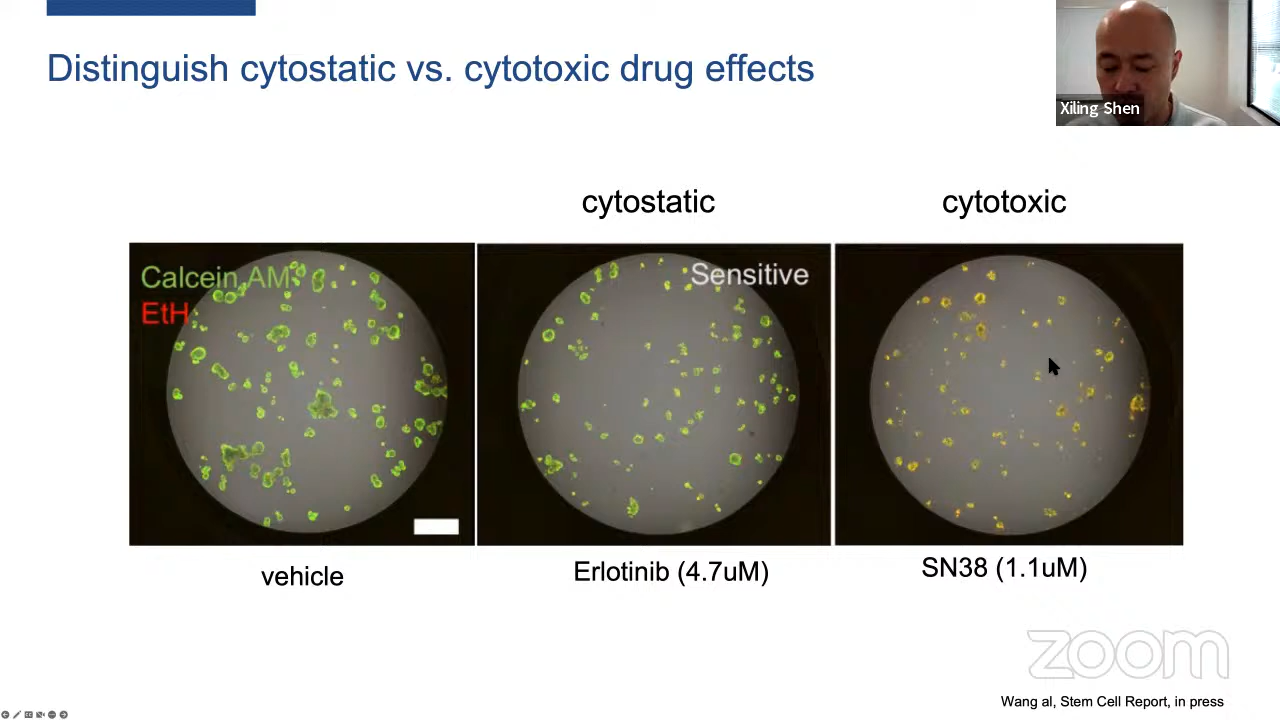 Distinguish cytostatic vs. cytotoxic drug effects
Xiling Shen
cytostatic
cytotoxic
Calcein AM
EtH
Sensitive
vehicle
Erlotinib (4.7uM)
SN38 (1.1uM)
zoom
Wang al, Stem Cell Report, in press